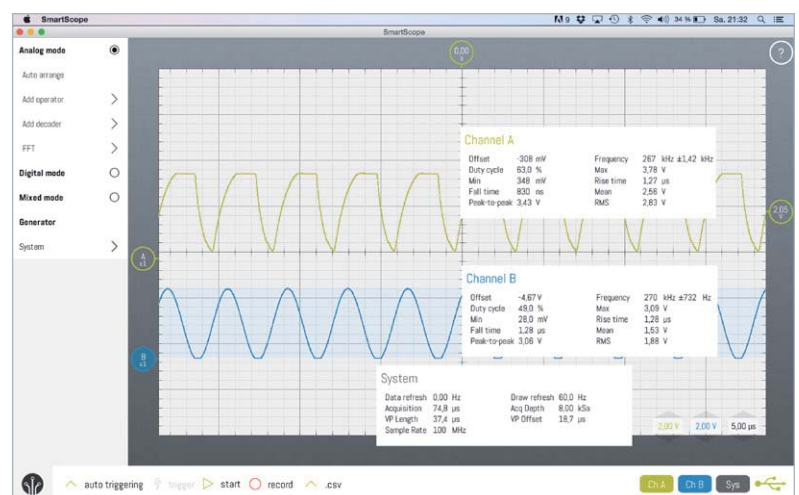 SmartScope
9
34 %
Sa. 21:32
SmartScope
Analog mode
0,00
V
?
Auto arrange
Add operator
Add decoder
FFT
Digital mode
Mixed mode
Generator
System
Channel A
Offset -308 mV Frequency 267 kHz ±1,42 kHz
Duty cycle 63,0 % Max 3,78 V
Min 348 mV Rise time 1,27 µs
Fall time 830 ns Mean 2,56 V
Peak-to-peak 3,43 V RMS 2,83 V
2,05
V
A
x1
Channel B
Offset -4,67 V Frequency 270 kHz ±732 Hz
Duty cycle 49,0 % Max 3,09 V
Min 28,0 mV Rise time 1,28 µs
Fall time 1,28 µs Mean 1,53 V
Peak-to-peak 3,06 V RMS 1,88 V
B
x1
System
Data refresh 0,00 Hz Draw refresh 60,0 Hz
Acquisition 74,8 µs Acq Depth 8,00 kSa
VP Length 37,4 µs VP Offset 18,7 µs
Sample Rate 100 MHz
2,00 V 2,00 V 5,00 µs
auto triggering trigger start record .csv
Ch A Ch B Sys